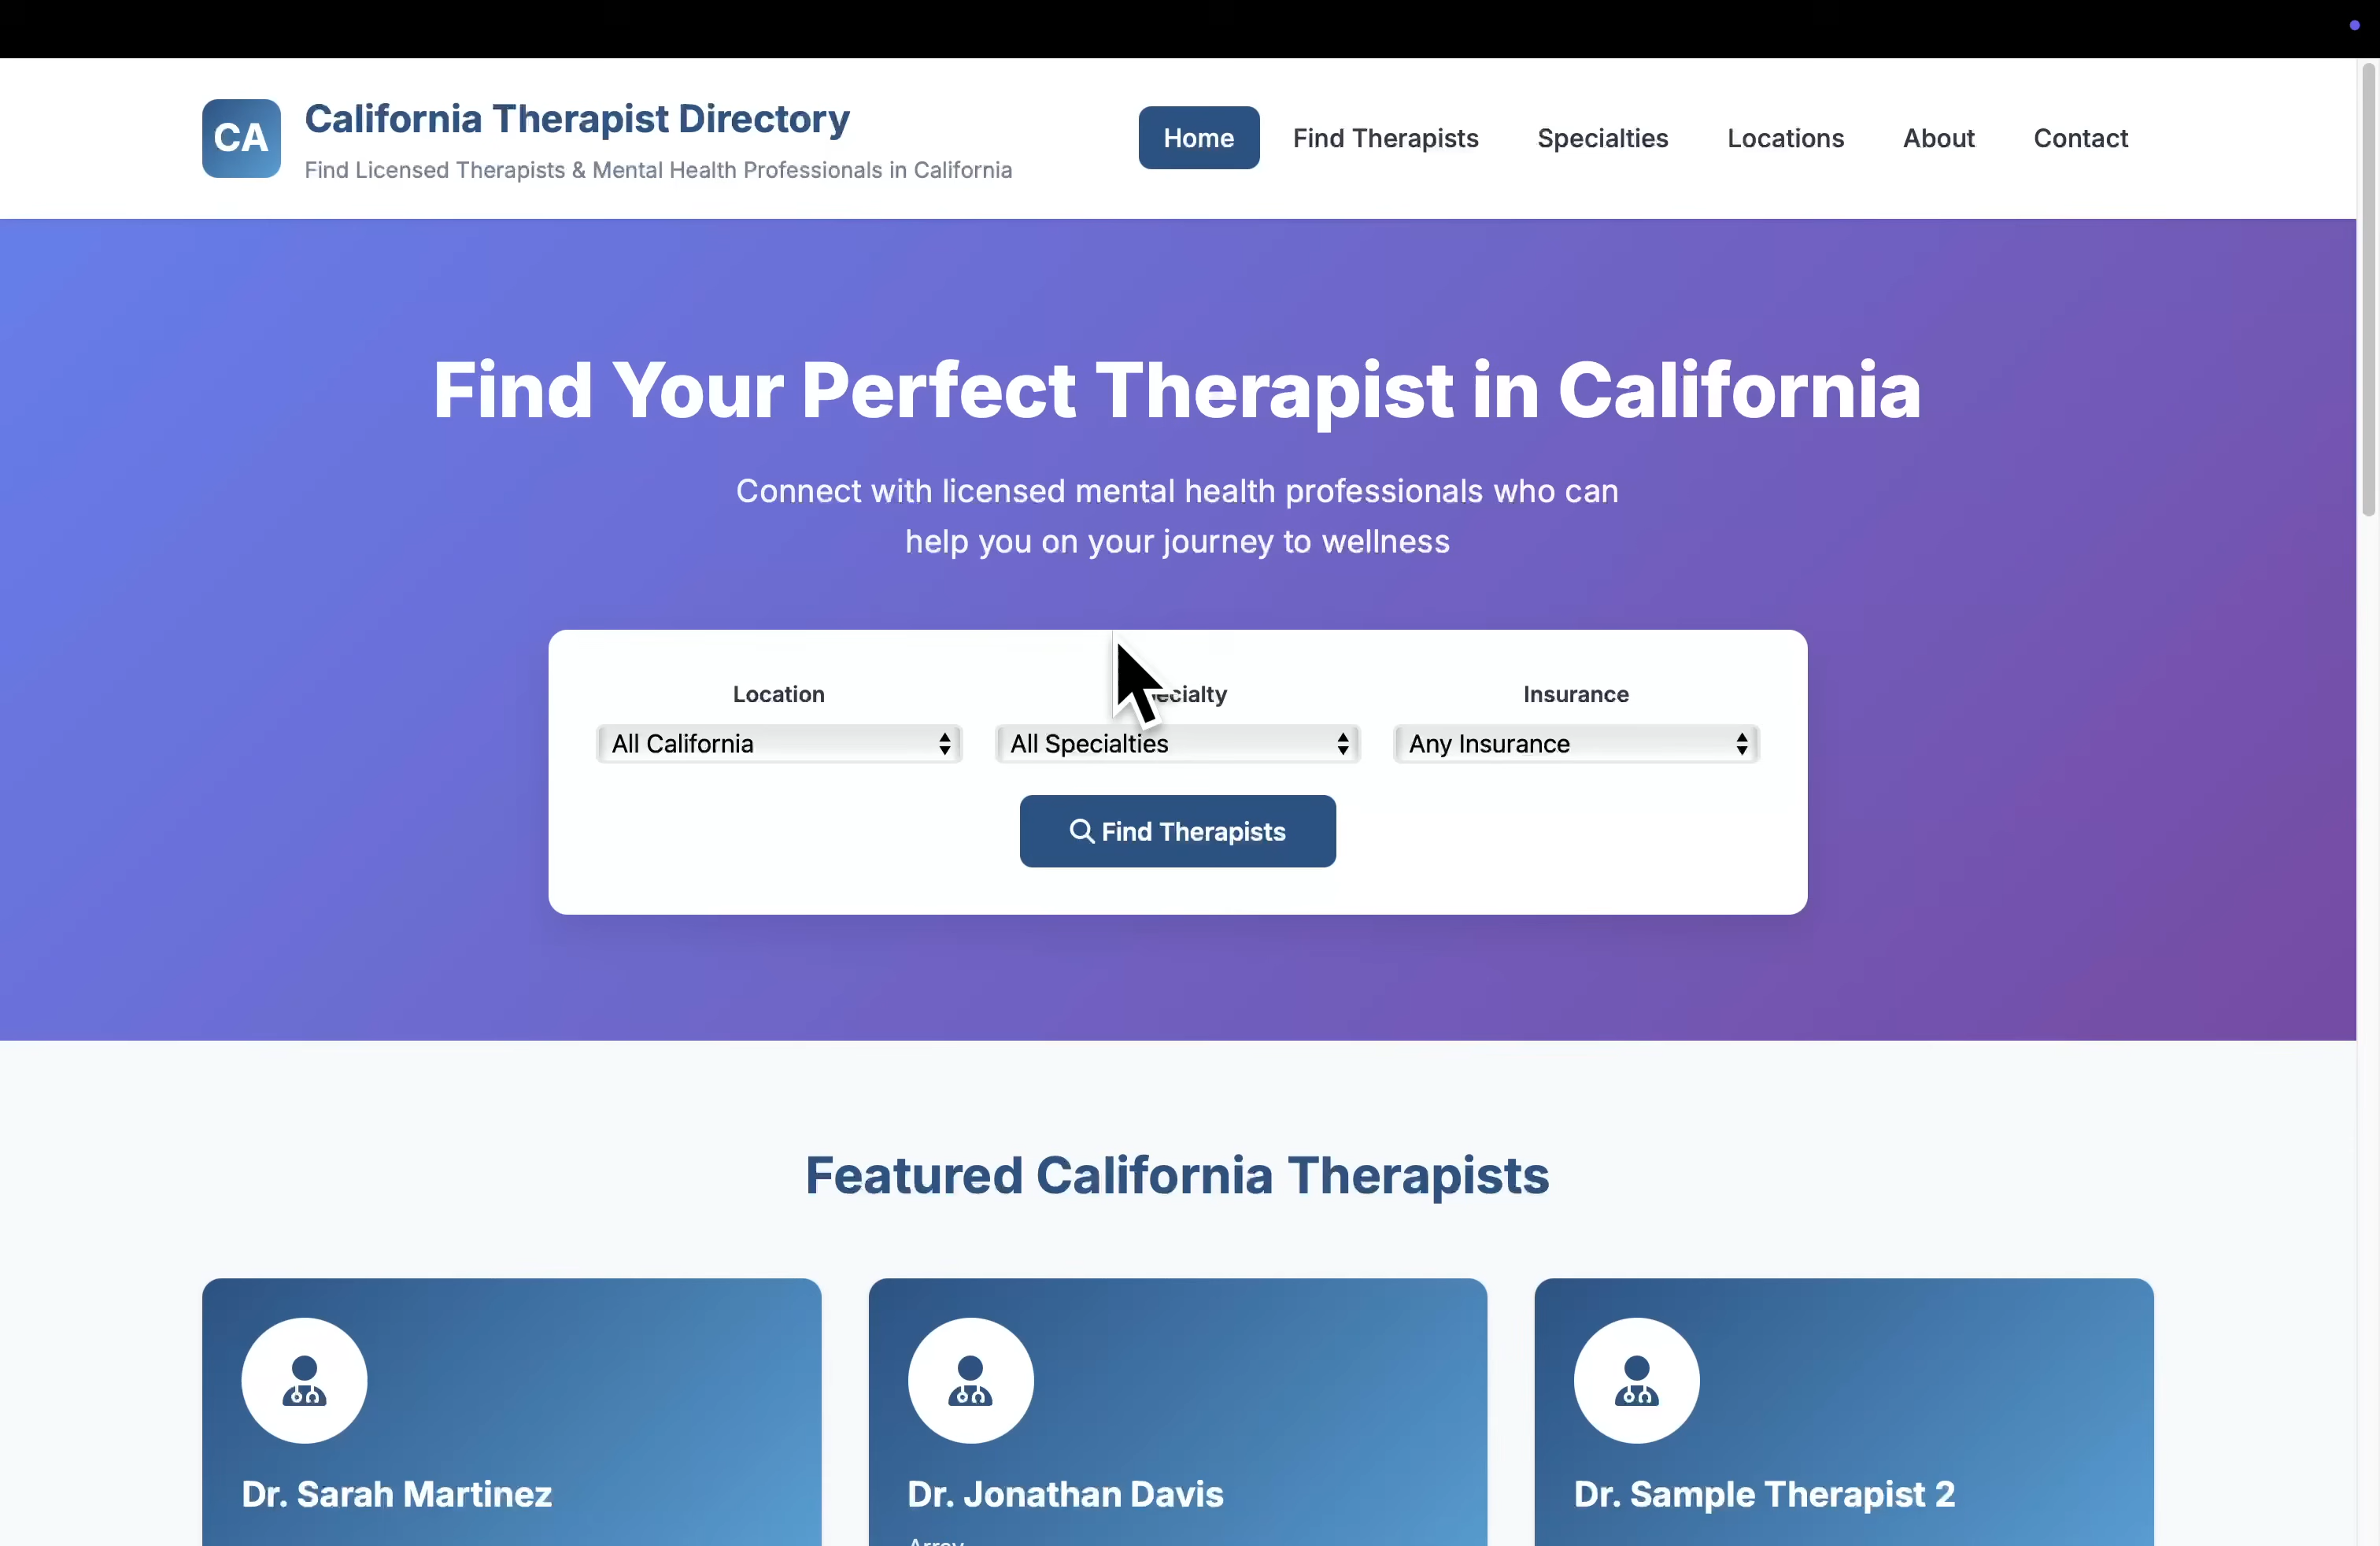 CA
California Therapist Directory
Find Licensed Therapists & Mental Health Professionals in California
Home
Find Therapists
Specialties
Locations
About
Contact
Find Your Perfect Therapist in California
Connect with licensed mental health professionals who can
help you on your journey to wellness
Location
Insurance
All California
All Specialties
Any Insurance
Find Therapists
Featured California Therapists
Dr. Sarah Martinez
Dr. Jonathan Davis
Dr. Sample Therapist 2